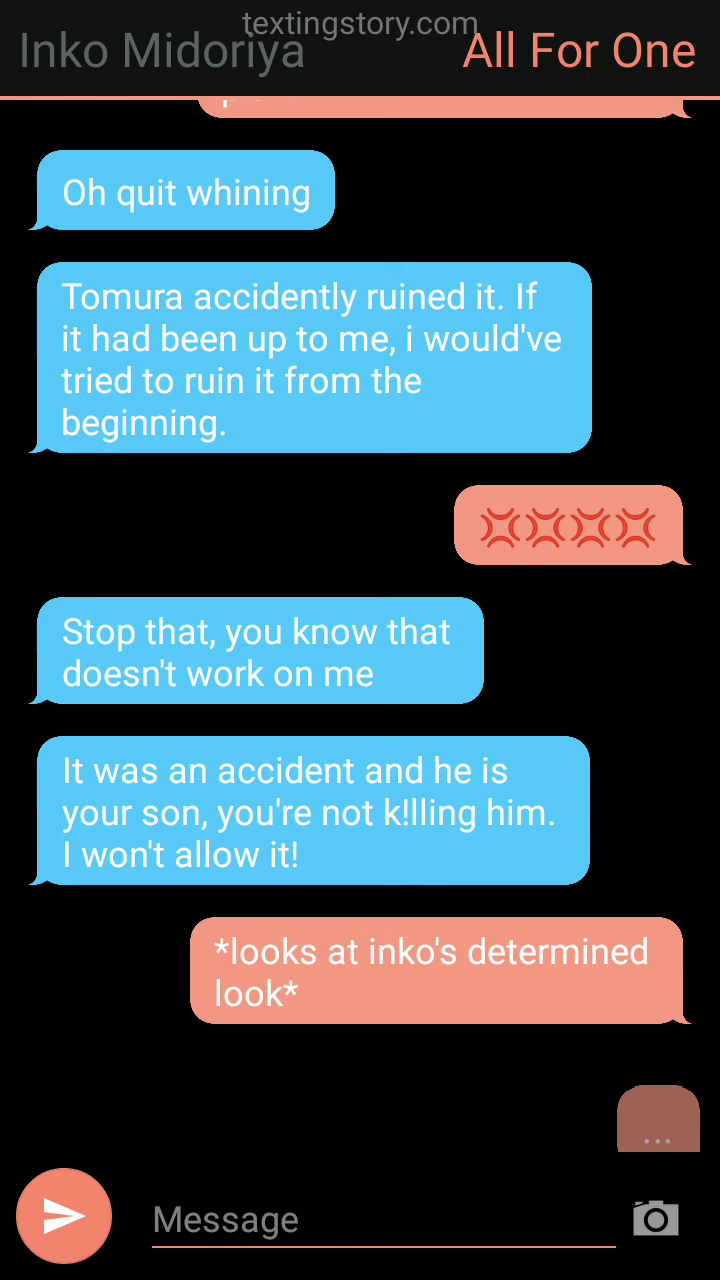 textingstory.com
Inko Midoriya
All For One
Oh quit whining
Tomura accidently ruined it. If
it had been up to me, i would've
tried to ruin it from the
beginning.
💢💢💢💢
Stop that, you know that
doesn't work on me
It was an accident and he is
your son, you're not k!lling him.
I won't allow it!
*looks at inko's determined
look*
...
Message